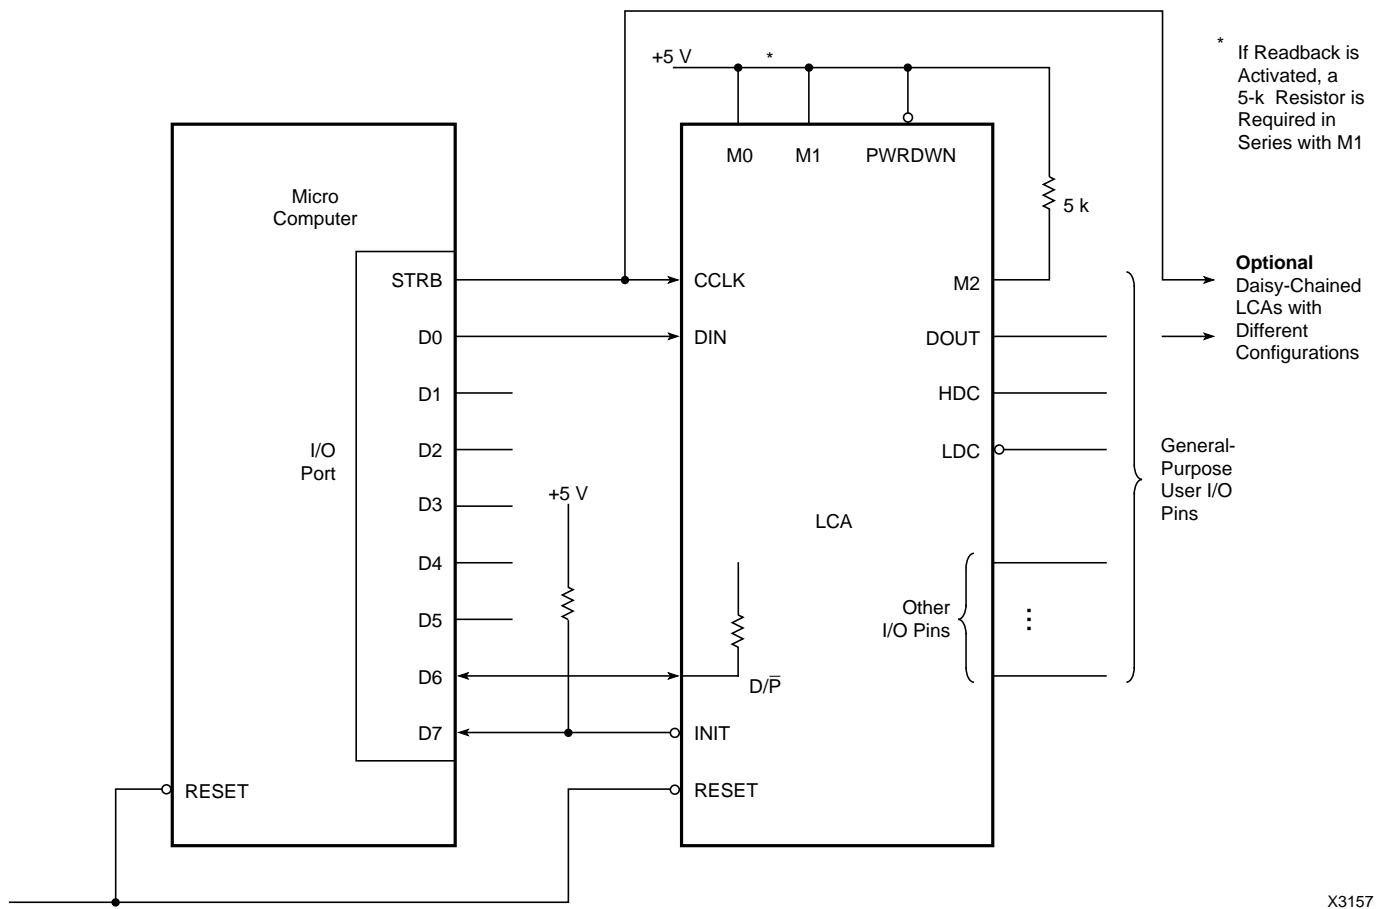 +5 V
*
*
If Readback is
Activated, a
5-k  Resistor is
Required in
Series with M1
M0
M1
PWRDWN
Micro
Computer
5 k
STRB
CCLK
M2
Optional
Daisy-Chained
LCAs with
Different
Configurations
D0
DIN
DOUT
D1
HDC
I/O
Port
D2
LDC
General-
Purpose
User I/O
Pins
D3
+5 V
LCA
D4
D5
Other
I/O Pins
...
D6
D/P̅
D7
INIT
RESET
RESET
X3157